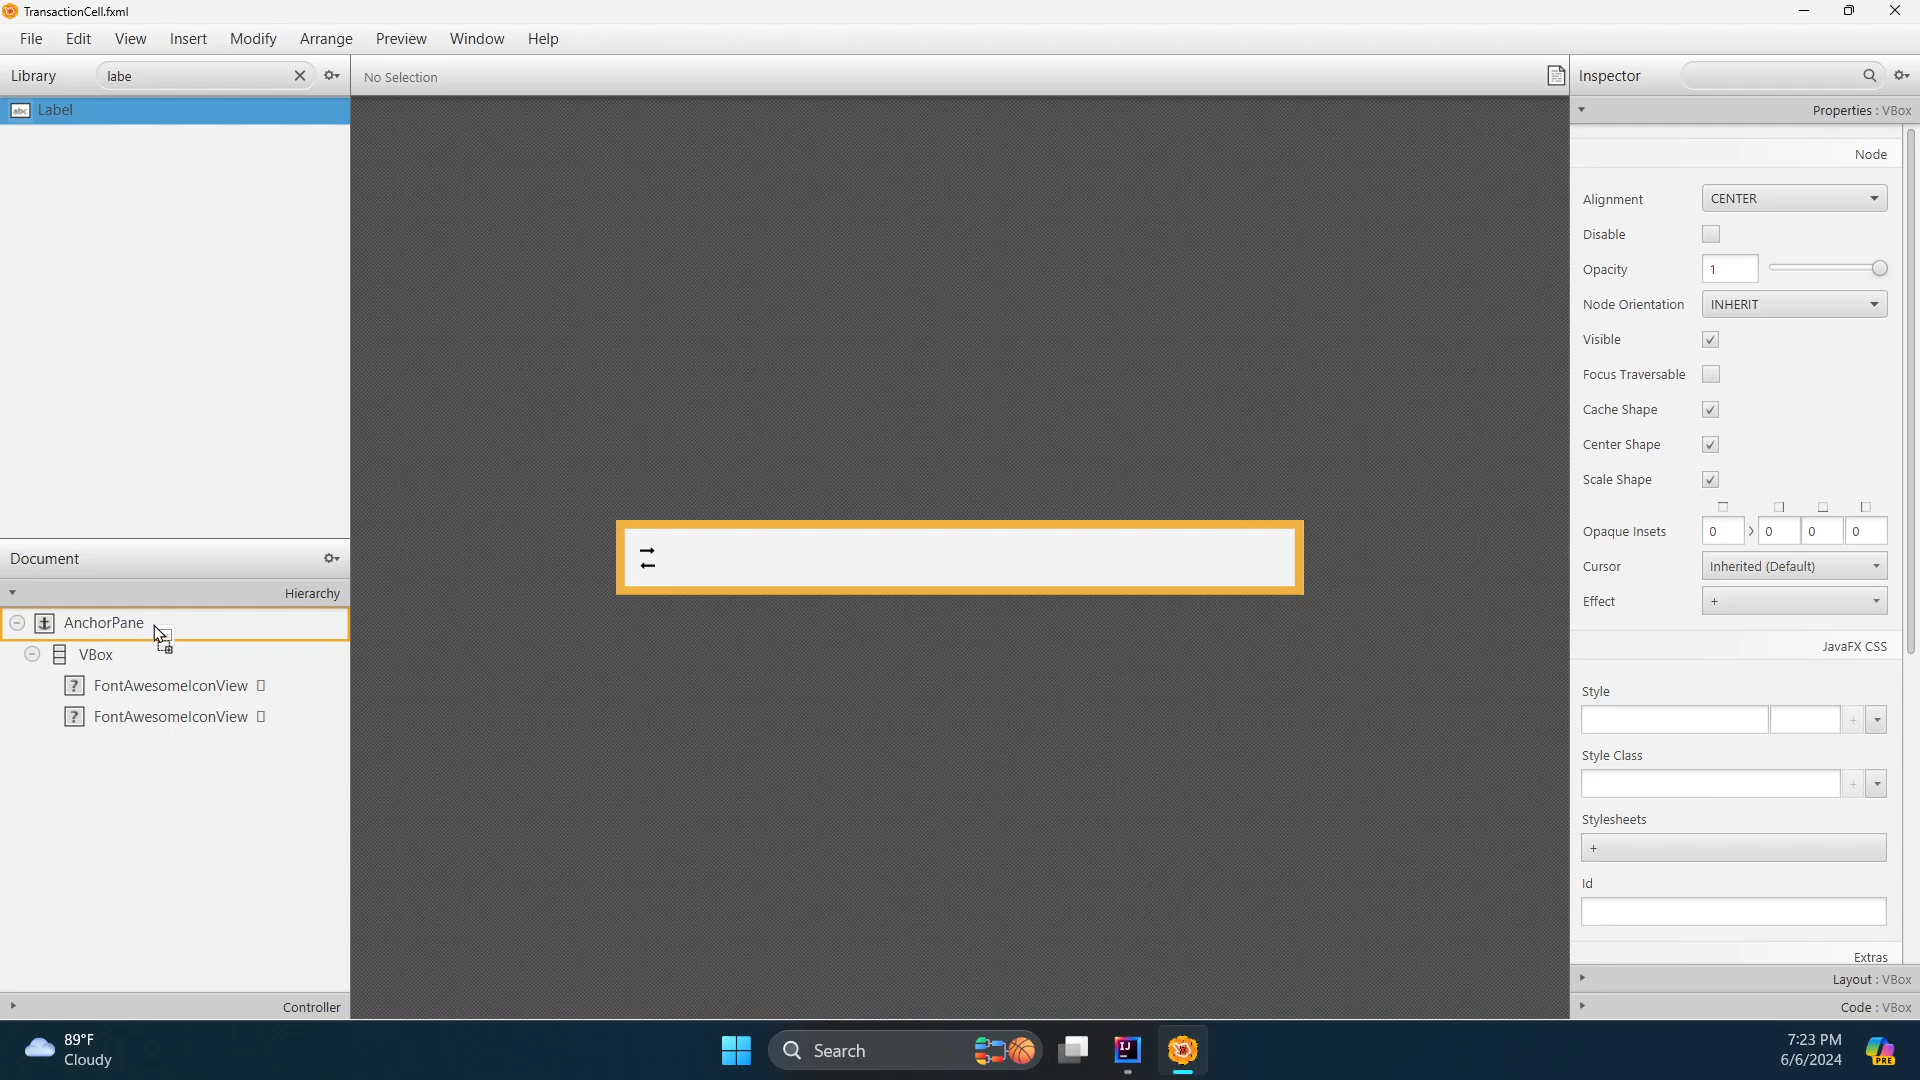 TransactionCell.fxml
File Edit View Insert Modify Arrange Preview Window Help
Library labe
No Selection
Inspector
abc Label
Properties : VBox
Node
Alignment CENTER
Disable
Opacity 1
Node Orientation INHERIT
Visible
Focus Traversable
Cache Shape
Center Shape
Scale Shape
Opaque Insets 0 0 0 0
Cursor Inherited (Default)
Effect +
JavaFX CSS
Style
Style Class
Stylesheets
+
Id
Extras
Layout : VBox
Code : VBox
Document
Hierarchy
AnchorPane
VBox
? FontAwesomeIconView
? FontAwesomeIconView
Controller
89°F
Cloudy
Search
IJ
7:23 PM
6/6/2024
PRE